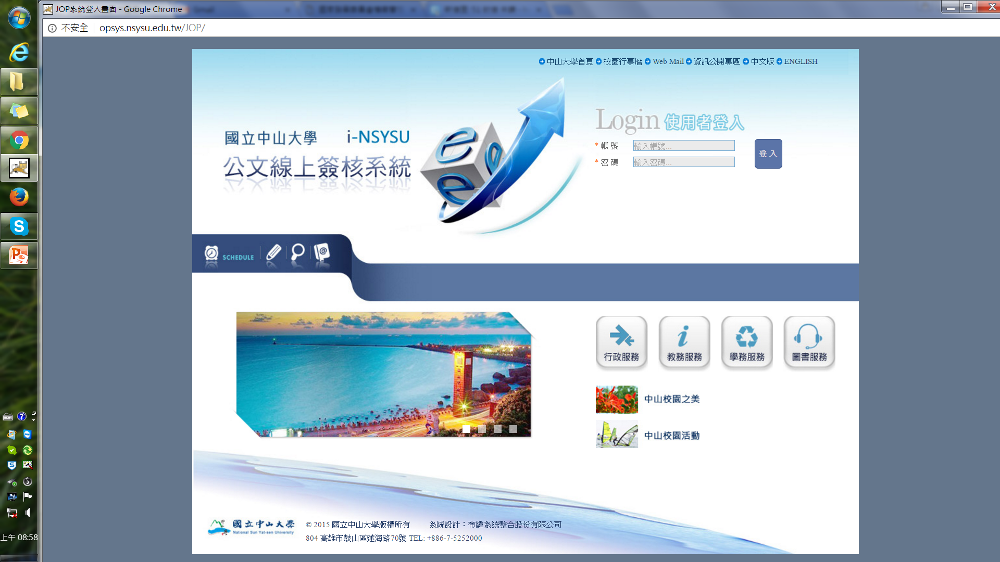 JOP系統登入畫面 - Google Chrome
不安全 opsys.nsysu.edu.tw/JOP/
中山大學首頁 校園行事曆 Web Mail 資訊公開專區 中文版 ENGLISH
Login 使用者登入
國立中山大學 i-NSYSU
公文線上簽核系統
* 帳 號 輸入帳號...
* 密 碼 輸入密碼...
登 入
SCHEDULE
行政服務 教務服務 學務服務 圖書服務
中山校園之美
中山校園活動
國立中山大學
National Sun Yat-sen University
© 2015 國立中山大學版權所有 系統設計：帝緯系統整合股份有限公司
804 高雄市鼓山區蓮海路70號 TEL: +886-7-5252000
上午 08:58